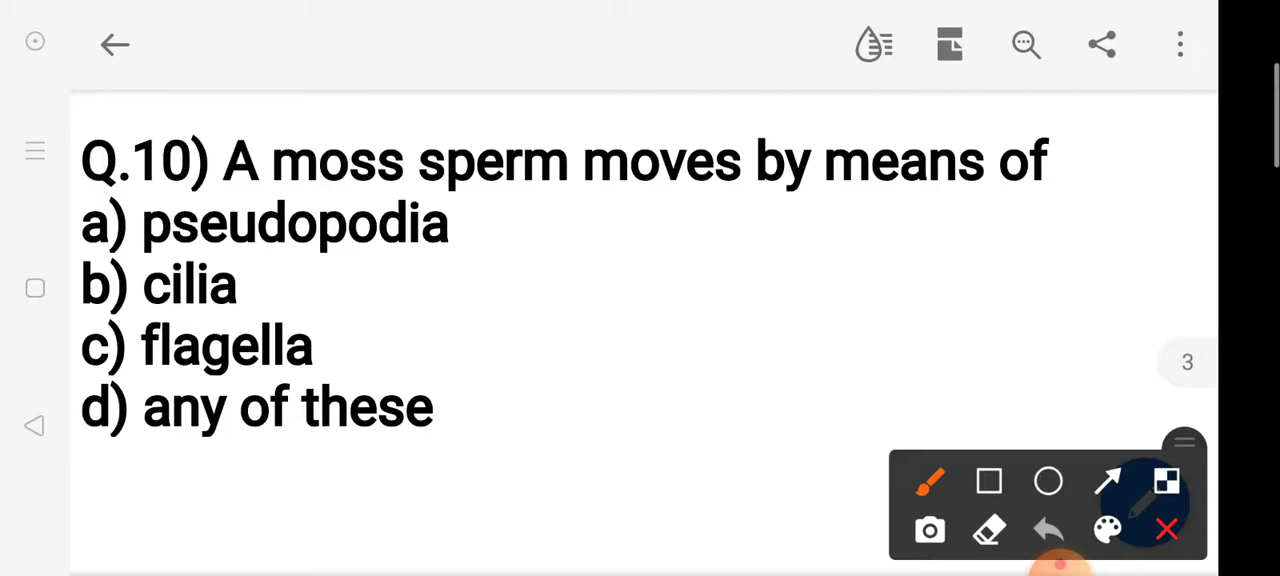 Q.10) A moss sperm moves by means of
a) pseudopodia
b) cilia
c) flagella
d) any of these
3